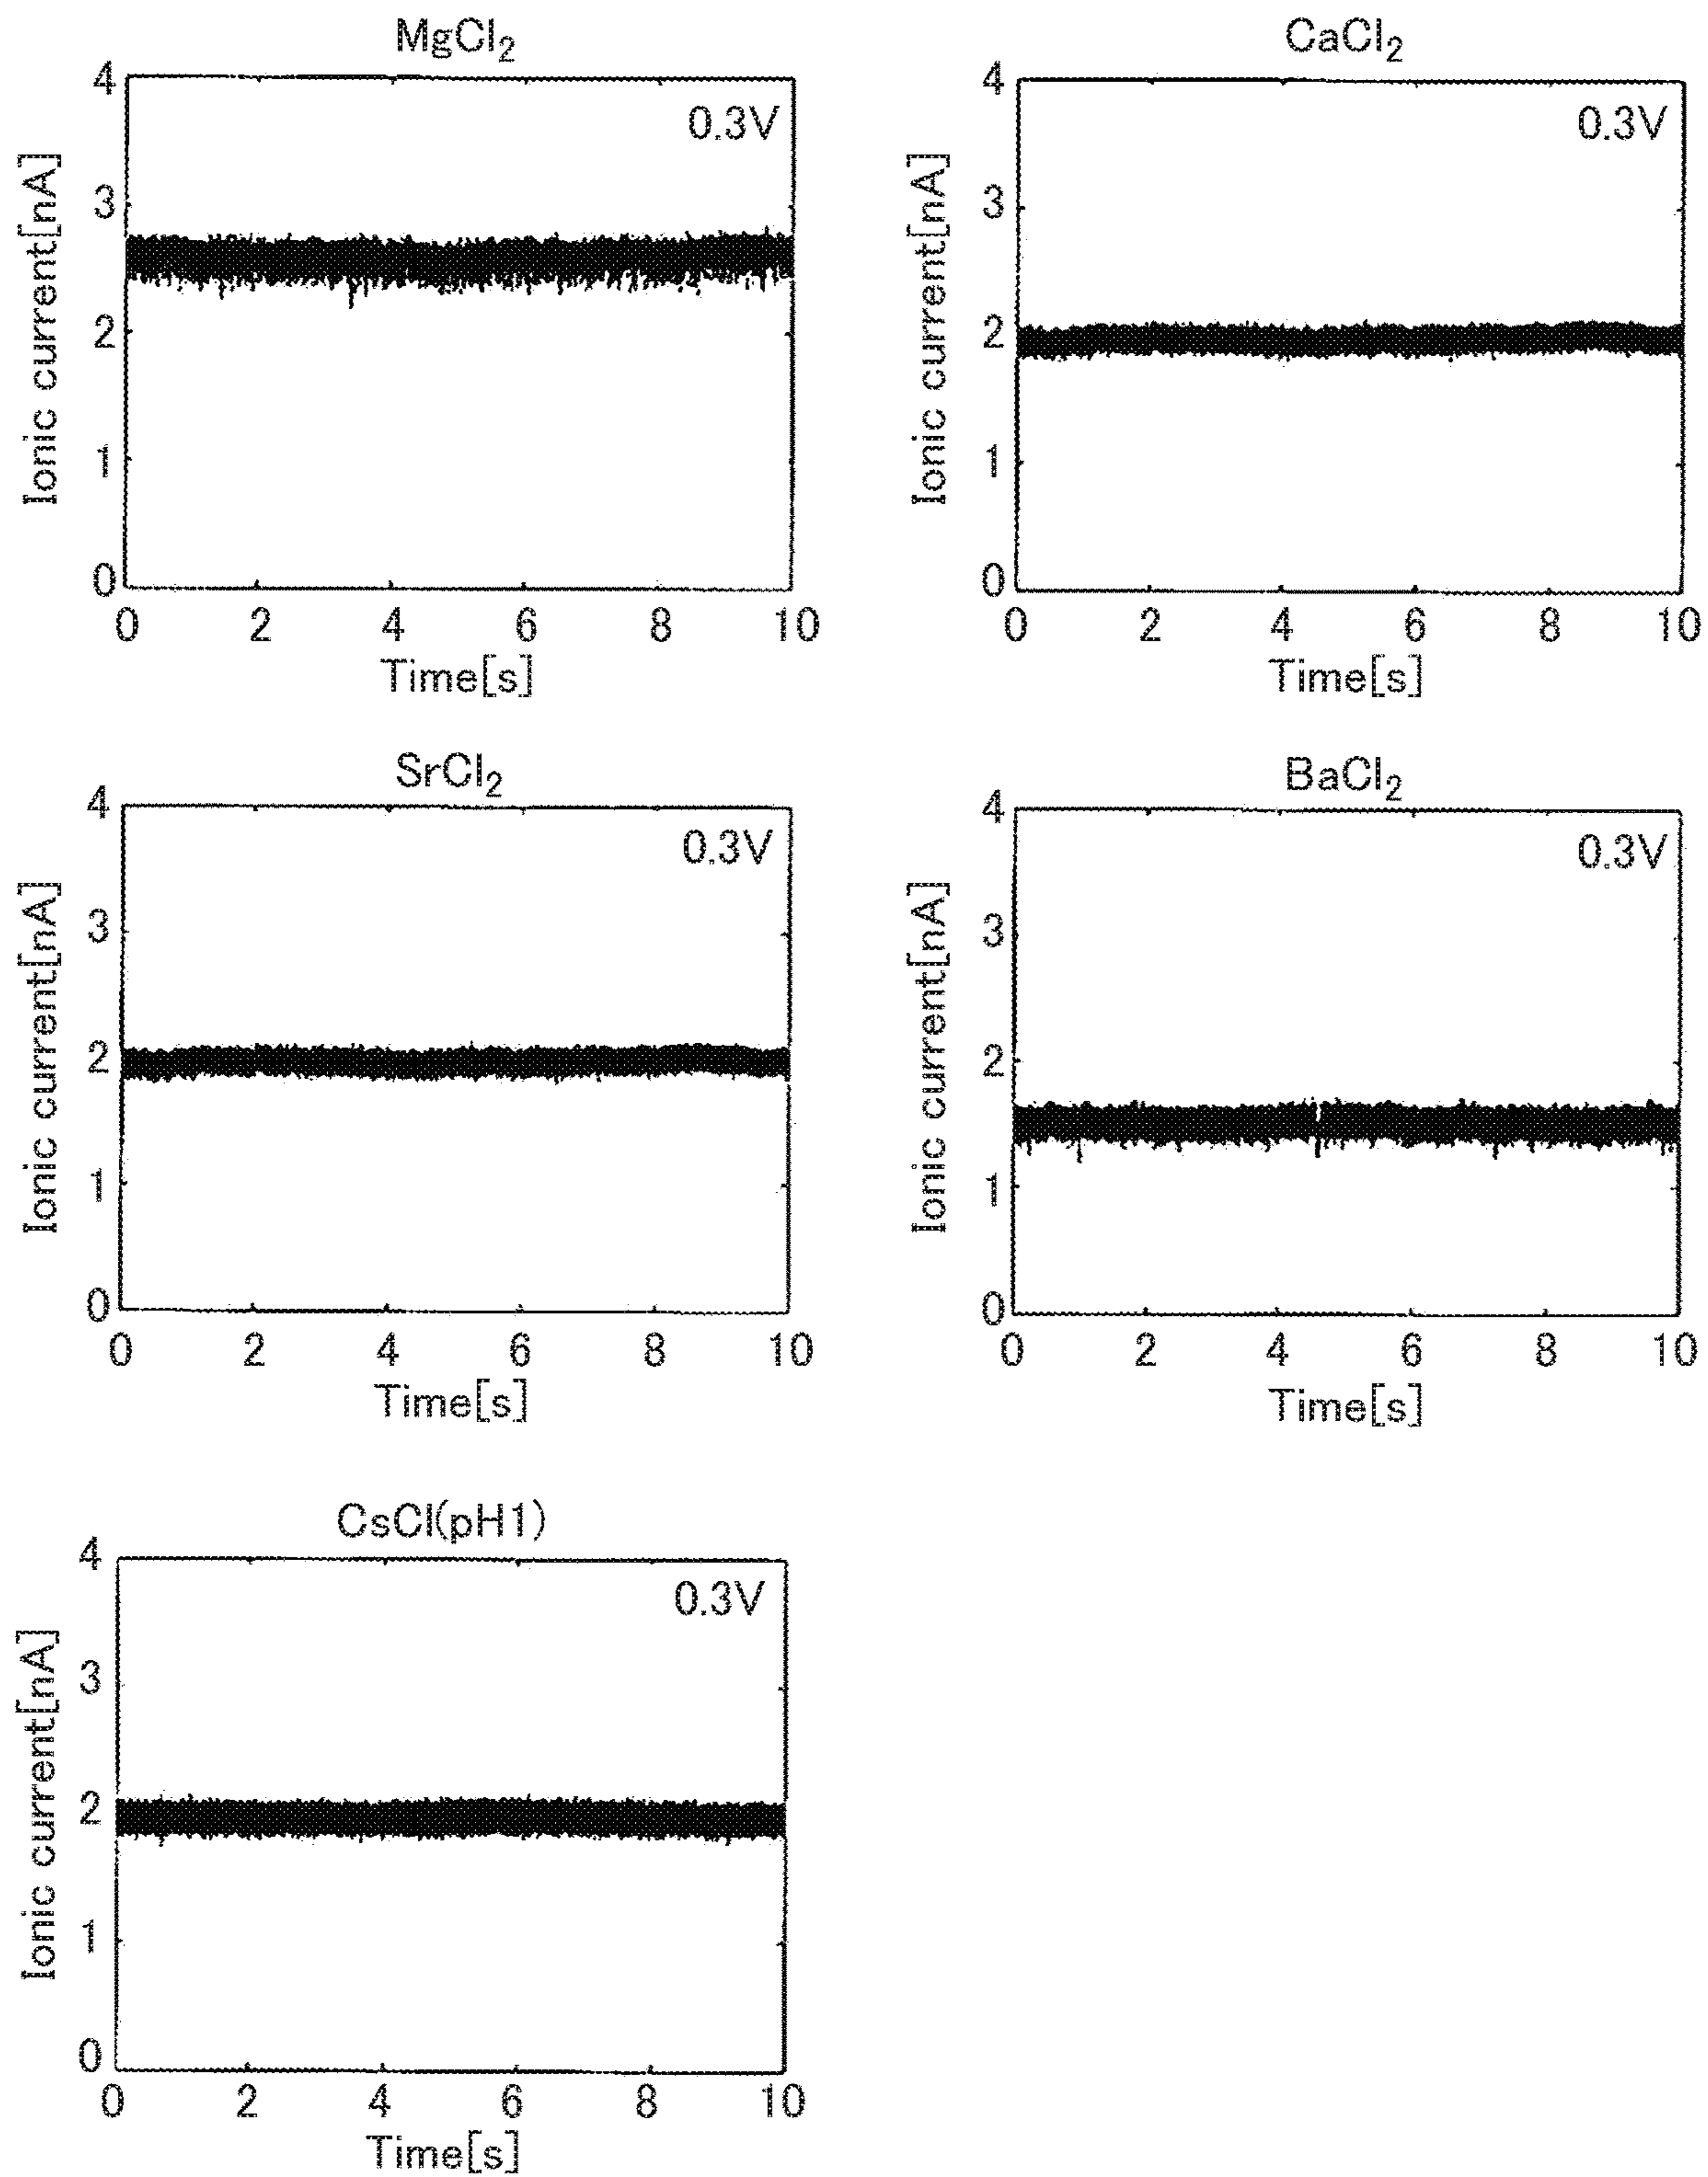 MgCl₂
4
0.3V
3
2
1
0
Ionic current[nA]
0 2 4 6 8 10
Time[s]
CaCl₂
4
0.3V
3
2
1
0
Ionic current[nA]
0 2 4 6 8 10
Time[s]
SrCl₂
4
0.3V
3
2
1
0
Ionic current[nA]
0 2 4 6 8 10
Time[s]
BaCl₂
4
0.3V
3
2
1
0
Ionic current[nA]
0 2 4 6 8 10
Time[s]
CsCl(pH1)
4
0.3V
3
2
1
0
Ionic current[nA]
0 2 4 6 8 10
Time[s]